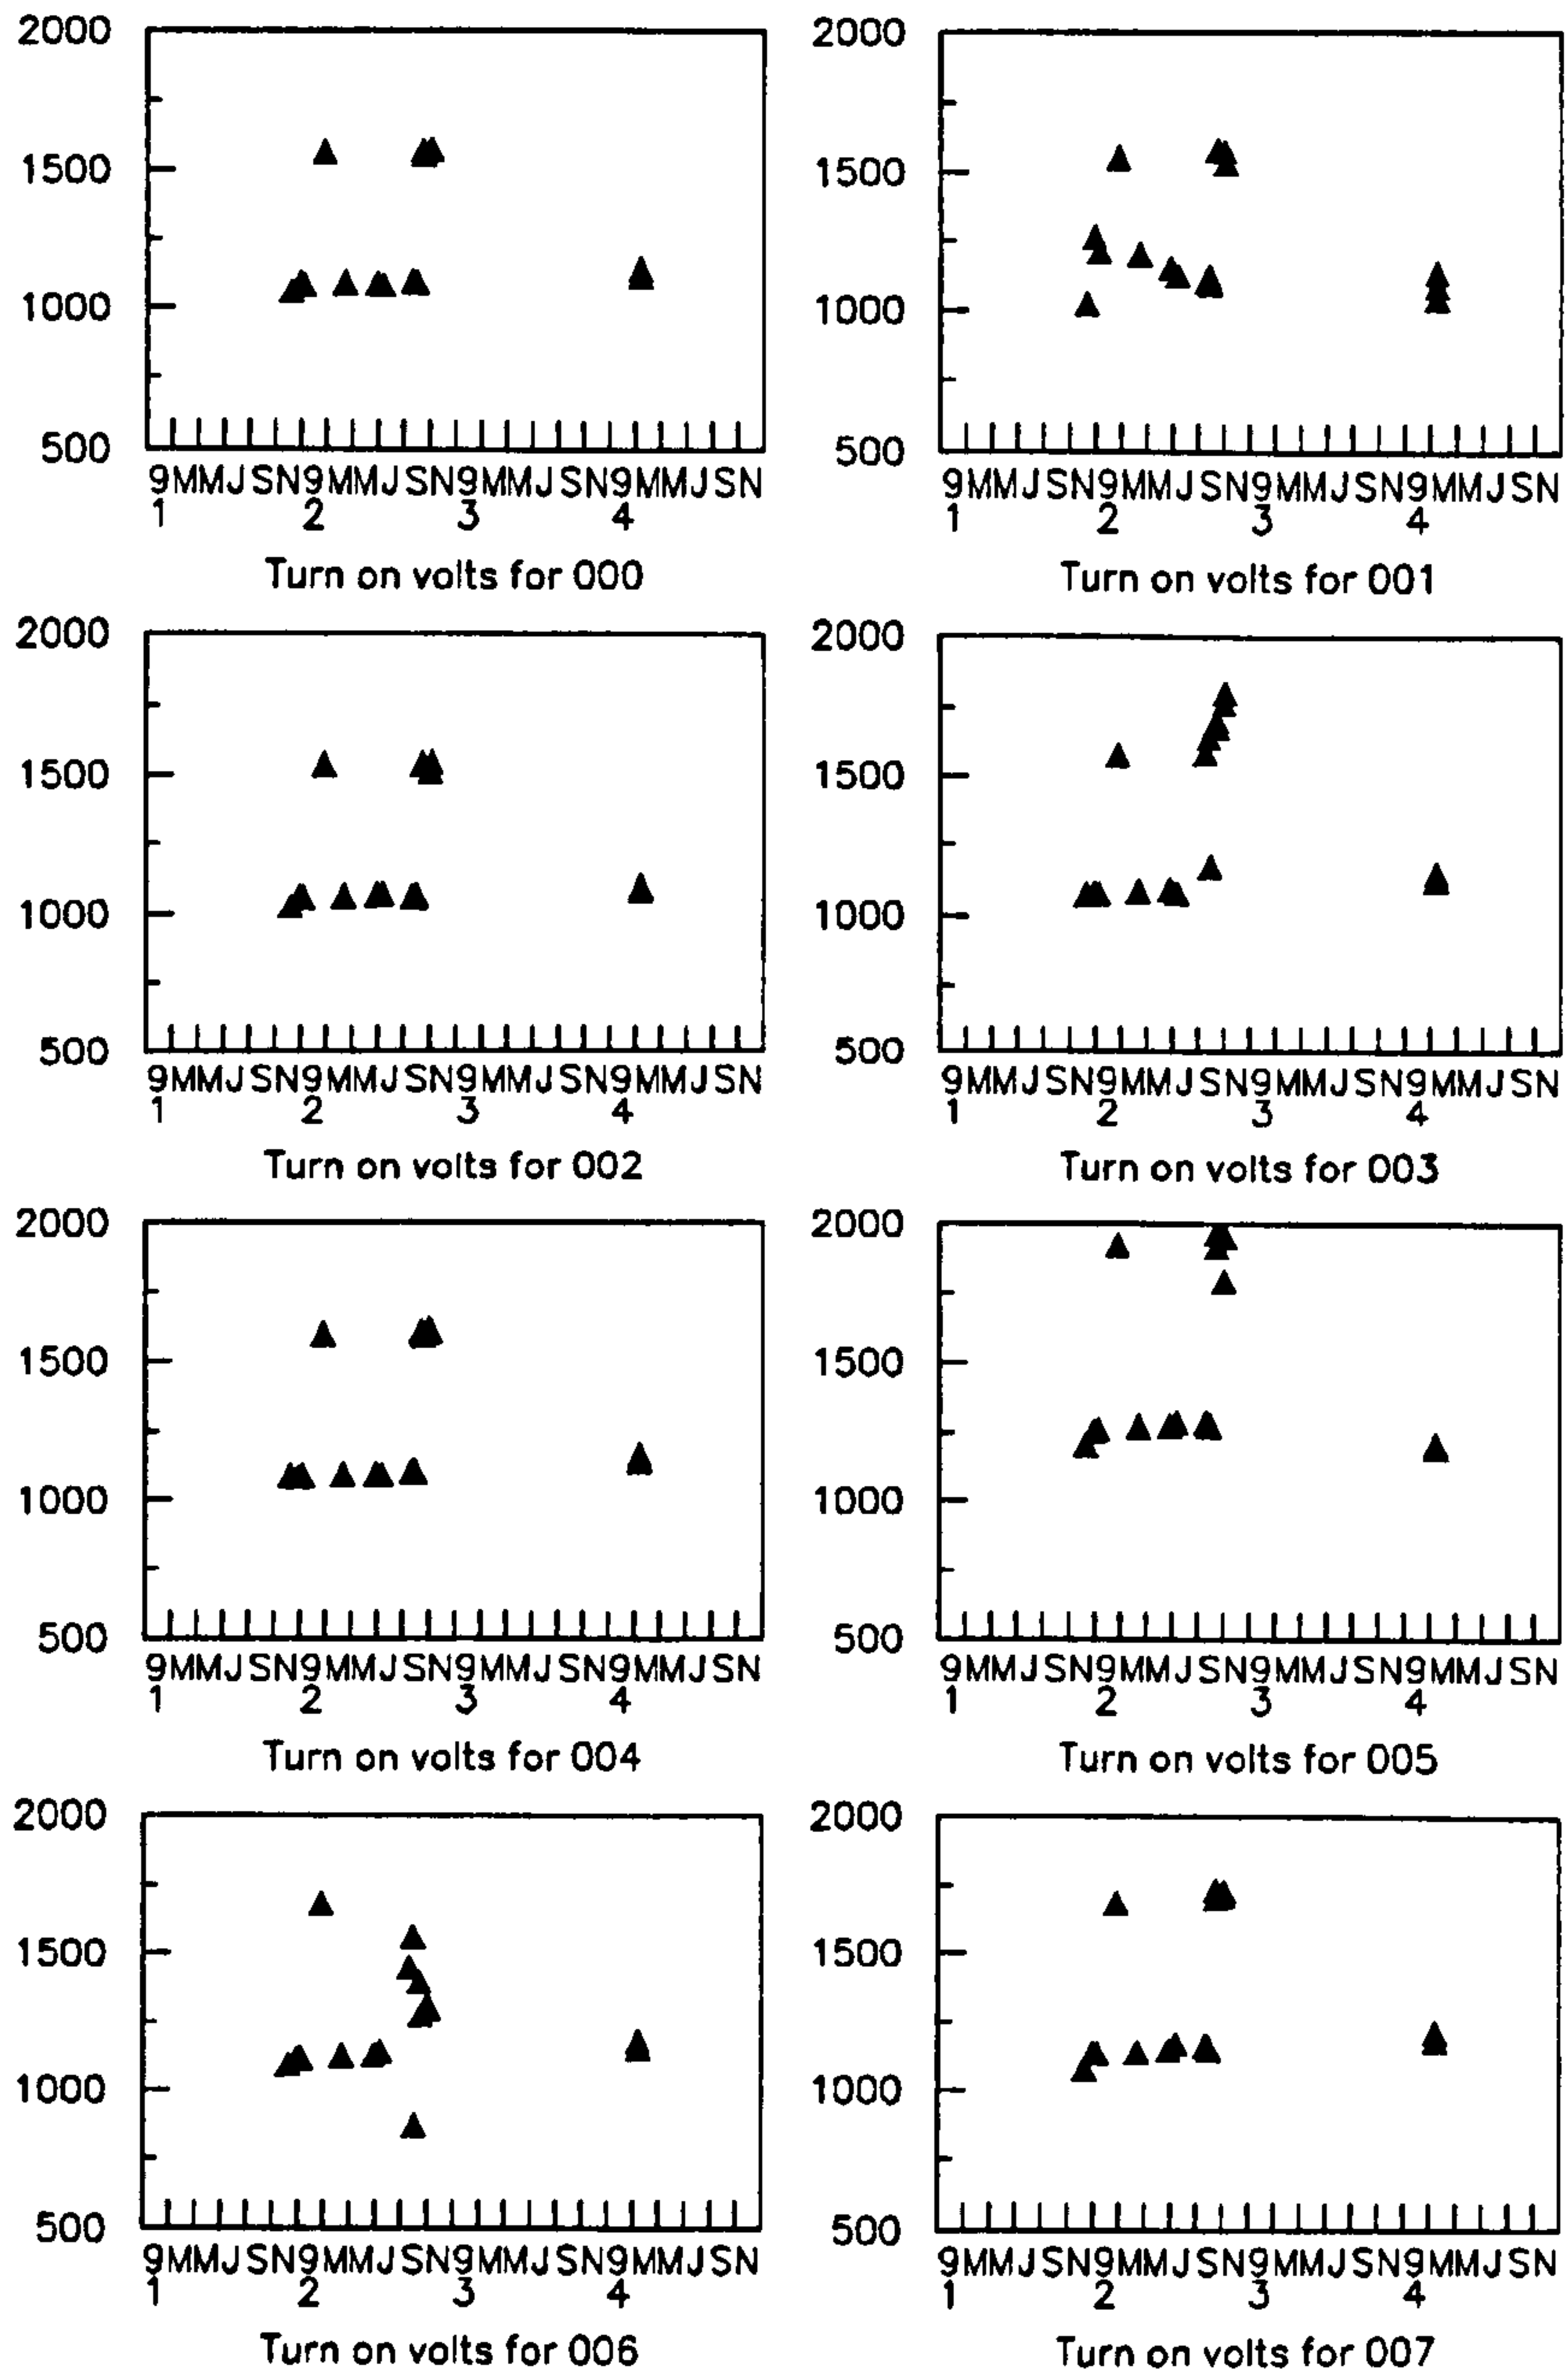 2000 2000
1500 1500
1000 1000
500 500
9MMJSN9MMJSN9MMJSN9MMJSN 9MMJSN9MMJSN9MMJSN9MMJSN
1 2 3 4 1 2 3 4
Turn on volts for 000 Turn on volts for 001
2000 2000
1500 1500
1000 1000
500 500
9MMJSN9MMJSN9MMJSN9MMJSN 9MMJSN9MMJSN9MMJSN9MMJSN
1 2 3 4 1 2 3 4
Turn on volts for 002 Turn on volts for 003
2000 2000
1500 1500
1000 1000
500 500
9MMJSN9MMJSN9MMJSN9MMJSN 9MMJSN9MMJSN9MMJSN9MMJSN
1 2 3 4 1 2 3 4
Turn on volts for 004 Turn on volts for 005
2000 2000
1500 1500
1000 1000
500 500
9MMJSN9MMJSN9MMJSN9MMJSN 9MMJSN9MMJSN9MMJSN9MMJSN
1 2 3 4 1 2 3 4
Turn on volts for 006 Turn on volts for 007